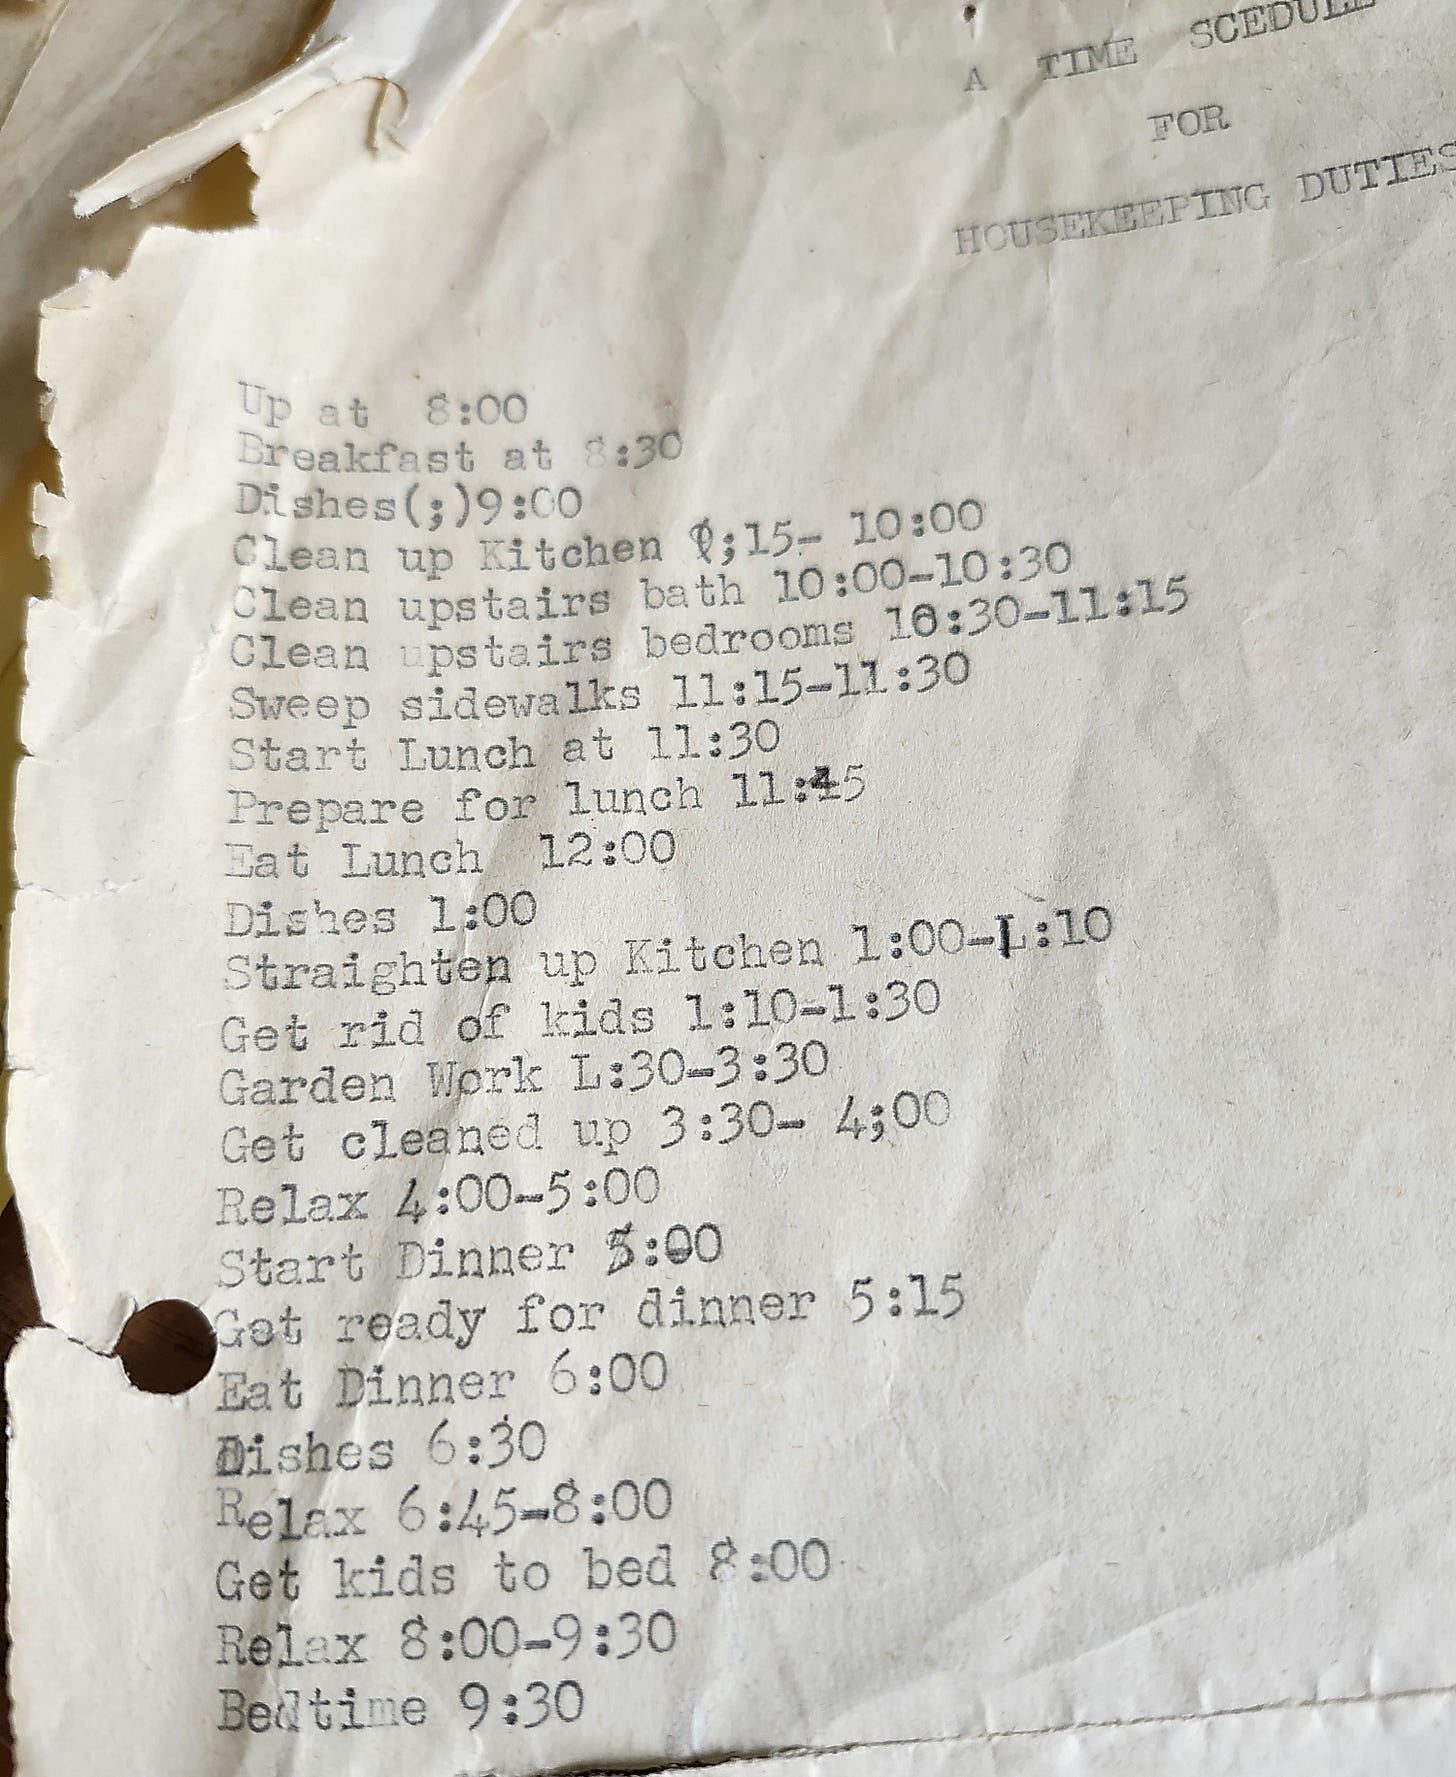 A TIME SCEDULE
FOR
HOUSEKEEPING DUTIES
Up at 8:00
Breakfast at 8:30
Dishes(;)9:00
Clean up Kitchen 9;15- 10:00
Clean upstairs bath 10:00-10:30
Clean upstairs bedrooms 10:30-11:15
Sweep sidewalks 11:15-11:30
Start Lunch at 11:30
Prepare for lunch 11:45
Eat Lunch 12:00
Dishes 1:00
Straighten up Kitchen 1:00-1:10
Get rid of kids 1:10-1:30
Garden Work L:30-3:30
Get cleaned up 3:30- 4;00
Relax 4:00-5:00
Start Dinner 5:00
Get ready for dinner 5:15
Eat Dinner 6:00
Dishes 6:30
Relax 6:45-8:00
Get kids to bed 8:00
Relax 8:00-9:30
Bedtime 9:30